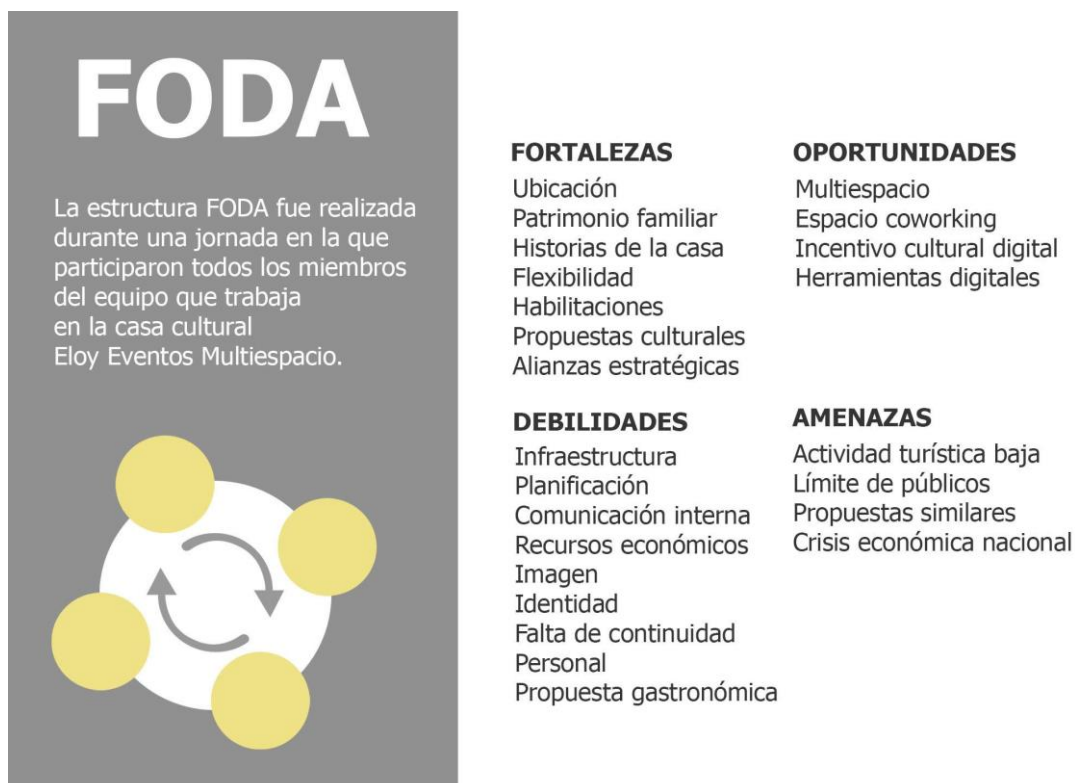 FODA
La estructura FODA fue realizada
durante una jornada en la que
participaron todos los miembros
del equipo que trabaja
en la casa cultural
Eloy Eventos Multiespacio.
FORTALEZAS
Ubicación
Patrimonio familiar
Historias de la casa
Flexibilidad
Habilitaciones
Propuestas culturales
Alianzas estratégicas
OPORTUNIDADES
Multiespacio
Espacio coworking
Incentivo cultural digital
Herramientas digitales
DEBILIDADES
Infraestructura
Planificación
Comunicación interna
Recursos económicos
Imagen
Identidad
Falta de continuidad
Personal
Propuesta gastronómica
AMENAZAS
Actividad turística baja
Límite de públicos
Propuestas similares
Crisis económica nacional